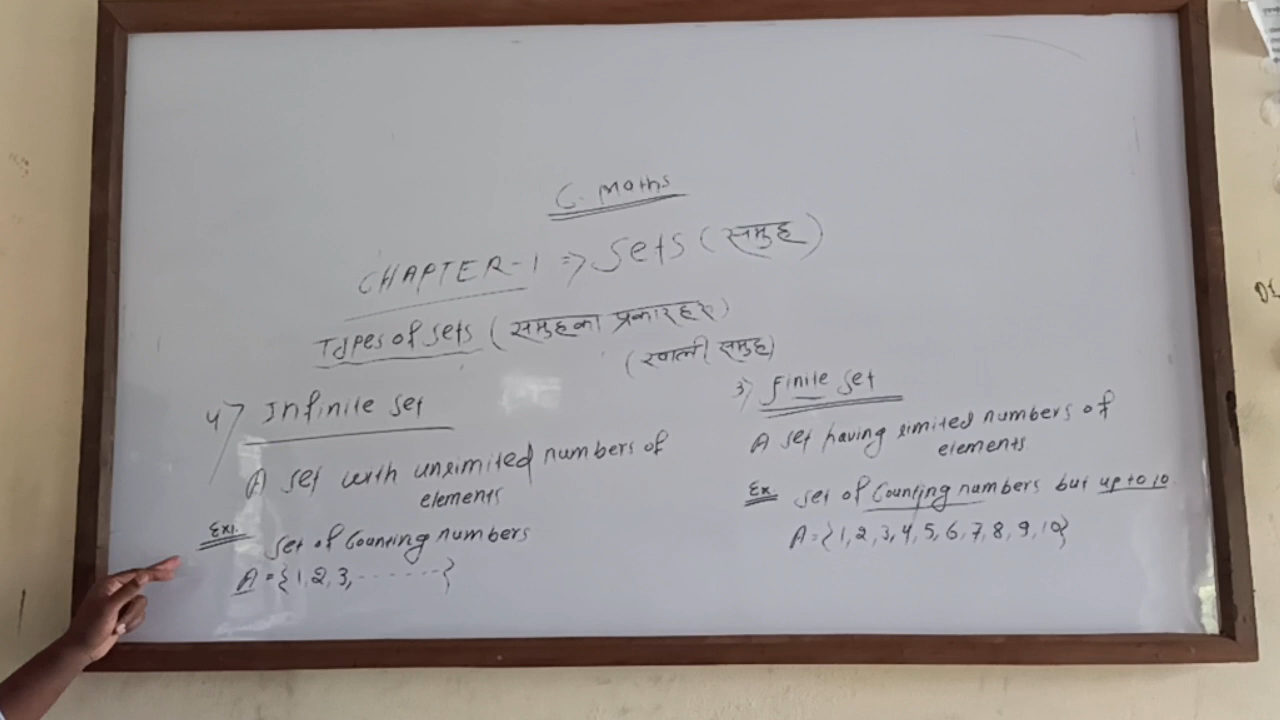 C. Maths
CHAPTER-1 => Sets (समुह)
Types of sets (समुहका प्रकारहरु)
(खाली समुह)
4) Infinite set
A set with unlimited numbers of
elements
Ex1.
Set of Counting numbers
A = {1, 2, 3, ........}
3) finite set
A set having limited numbers of
elements
Ex set of Counting numbers but up to 10.
A = {1, 2, 3, 4, 5, 6, 7, 8, 9, 10}